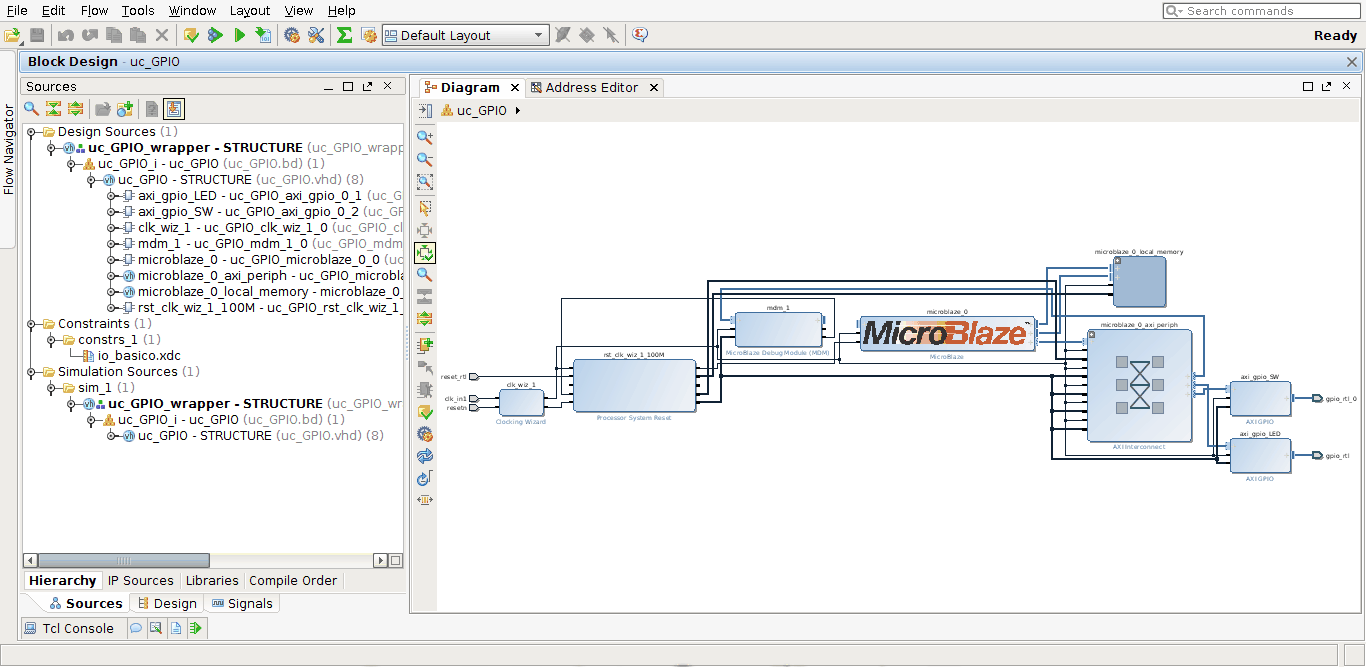 File Edit Flow Tools Window Layout View Help
Search commands
Default Layout
Ready
Block Design - uc_GPIO
Flow Navigator
Sources
Design Sources (1)
uc_GPIO_wrapper - STRUCTURE (uc_GPIO_wrapp
uc_GPIO_i - uc_GPIO (uc_GPIO.bd) (1)
uc_GPIO - STRUCTURE (uc_GPIO.vhd) (8)
axi_gpio_LED - uc_GPIO_axi_gpio_0_1 (uc_G
axi_gpio_SW - uc_GPIO_axi_gpio_0_2 (uc_GF
clk_wiz_1 - uc_GPIO_clk_wiz_1_0 (uc_GPIO_cl
mdm_1 - uc_GPIO_mdm_1_0 (uc_GPIO_mdm
microblaze_0 - uc_GPIO_microblaze_0_0 (uc
microblaze_0_axi_periph - uc_GPIO_microbla
microblaze_0_local_memory - microblaze_0_
rst_clk_wiz_1_100M - uc_GPIO_rst_clk_wiz_1_
Constraints (1)
constrs_1 (1)
io_basico.xdc
Simulation Sources (1)
sim_1 (1)
uc_GPIO_wrapper - STRUCTURE (uc_GPIO_wr
uc_GPIO_i - uc_GPIO (uc_GPIO.bd) (1)
uc_GPIO - STRUCTURE (uc_GPIO.vhd) (8)
Hierarchy IP Sources Libraries Compile Order
Sources Design Signals
Tcl Console
Diagram Address Editor
uc_GPIO
microblaze_0_local_memory
mdm_1
MicroBlaze Debug Module (MDM)
microblaze_0
MicroBlaze
MicroBlaze
microblaze_0_axi_periph
AXI Interconnect
rst_clk_wiz_1_100M
Processor System Reset
reset_rtl
clk_in1
resetn
clk_wiz_1
Clocking Wizard
axi_gpio_SW
AXI GPIO
gpio_rtl_0
axi_gpio_LED
AXI GPIO
gpio_rtl